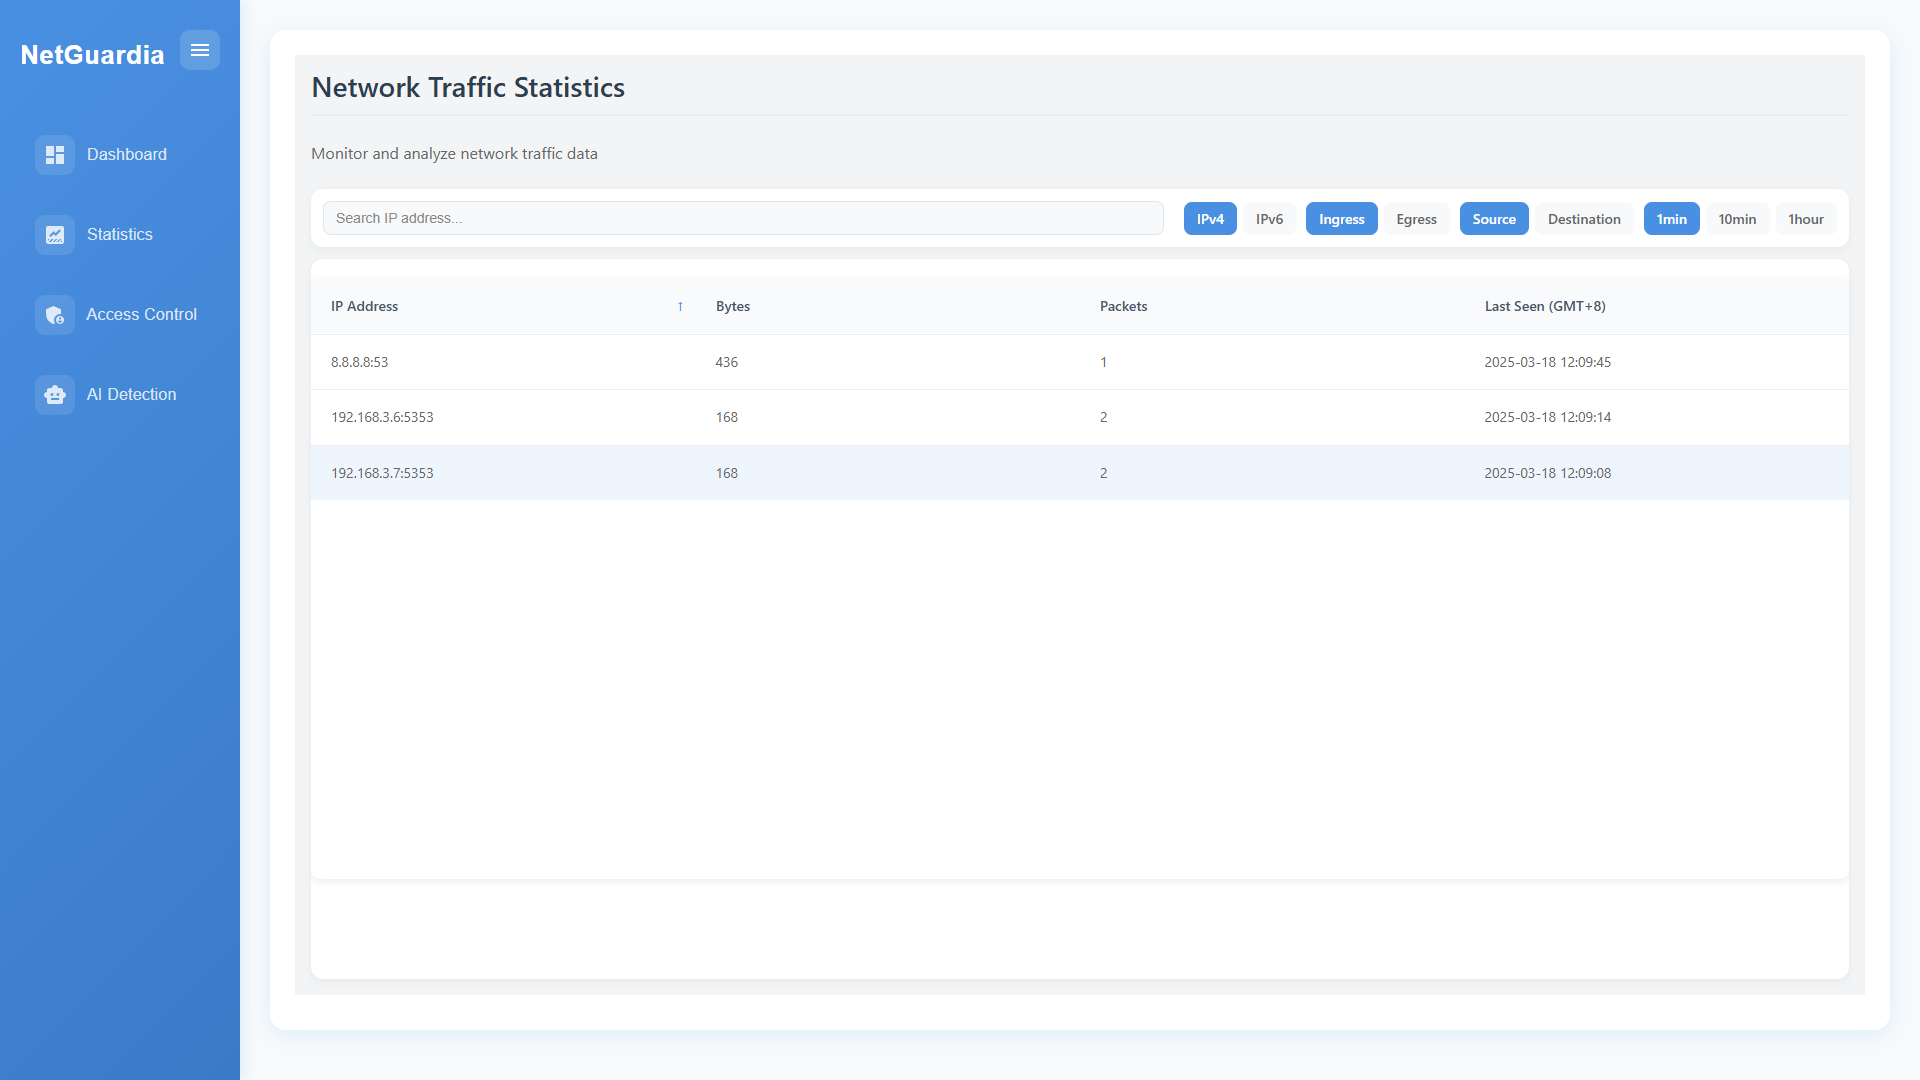 NetGuardia
Dashboard
Statistics
Access Control
AI Detection
Network Traffic Statistics
Monitor and analyze network traffic data
Search IP address... IPv4 IPv6 Ingress Egress Source Destination 1min 10min 1hour
IP Address ↑ Bytes Packets Last Seen (GMT+8)
8.8.8.8:53 436 1 2025-03-18 12:09:45
192.168.3.6:5353 168 2 2025-03-18 12:09:14
192.168.3.7:5353 168 2 2025-03-18 12:09:08